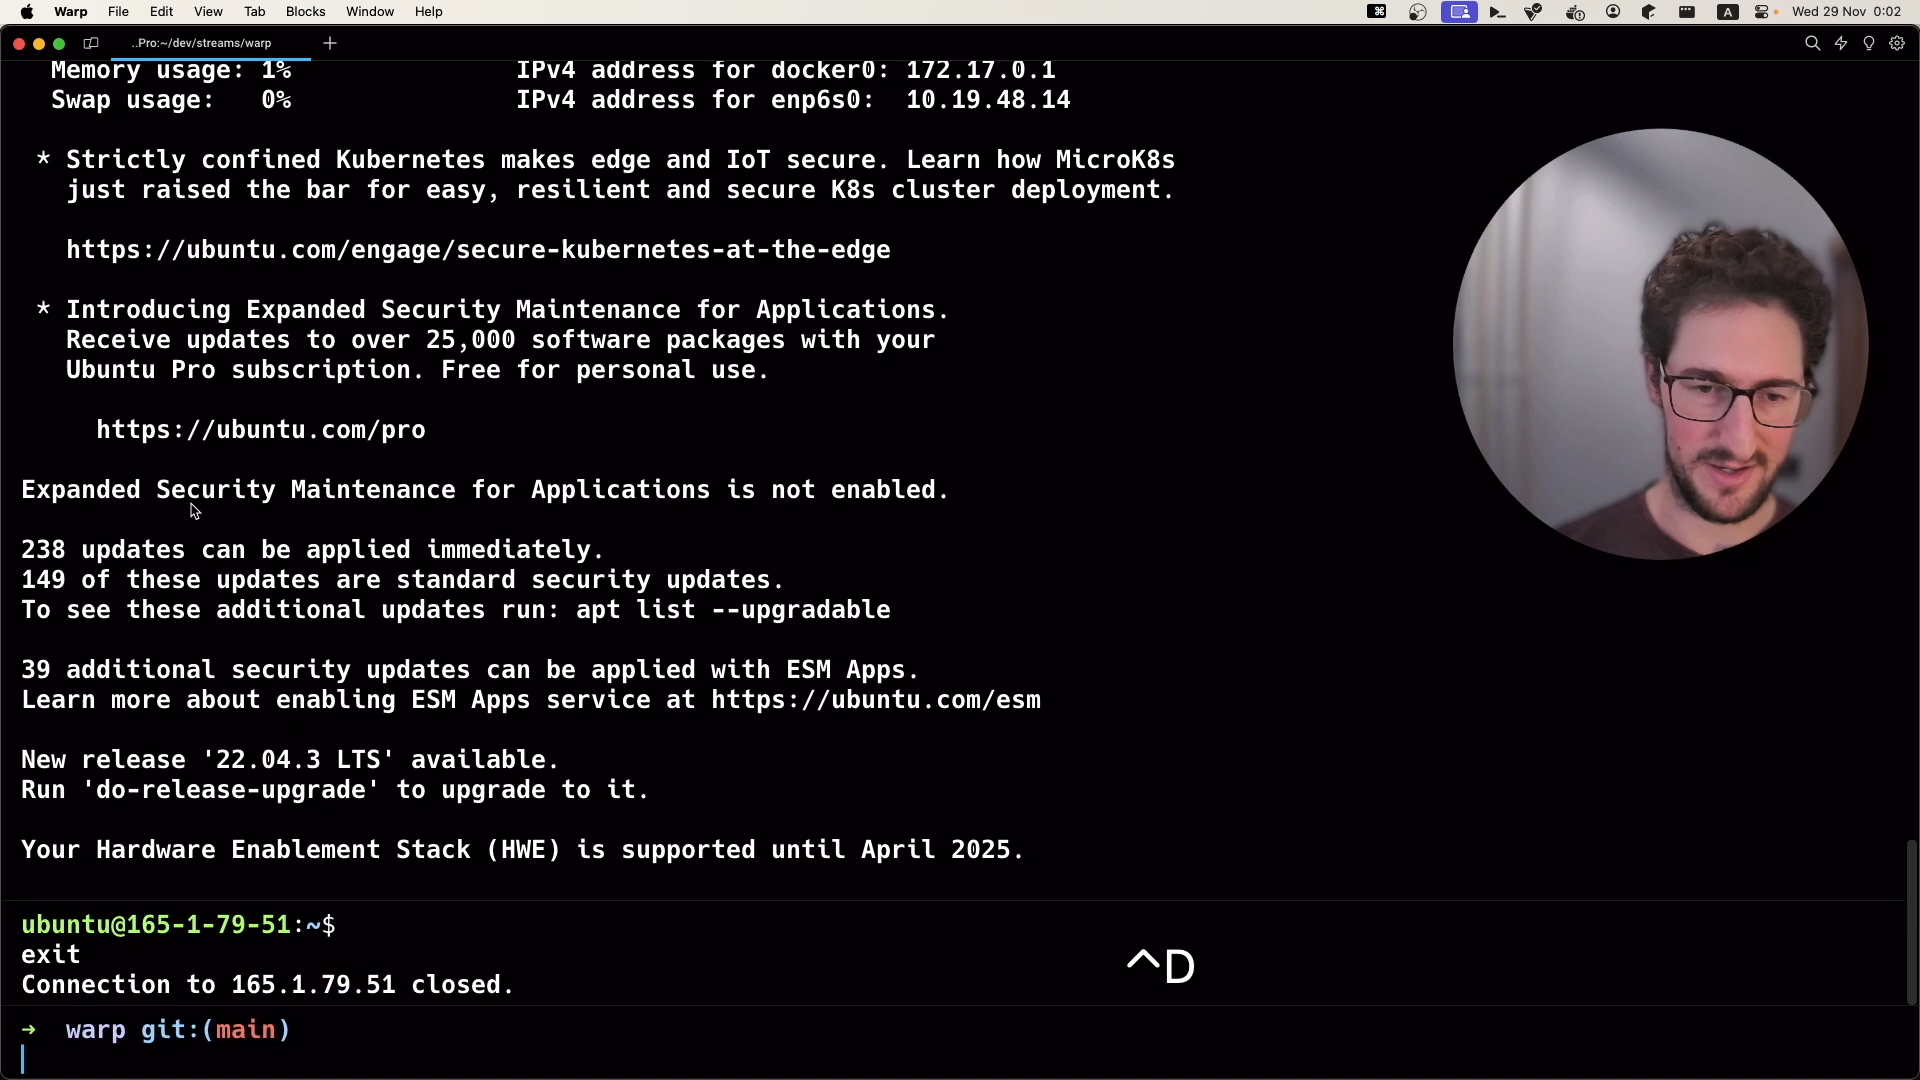 Warp File Edit View Tab Blocks Window Help
A Wed 29 Nov 0:02
..Pro:~/dev/streams/warp
Memory usage: 1% IPv4 address for docker0: 172.17.0.1
Swap usage: 0% IPv4 address for enp6s0: 10.19.48.14
* Strictly confined Kubernetes makes edge and IoT secure. Learn how MicroK8s
just raised the bar for easy, resilient and secure K8s cluster deployment.
https://ubuntu.com/engage/secure-kubernetes-at-the-edge
* Introducing Expanded Security Maintenance for Applications.
Receive updates to over 25,000 software packages with your
Ubuntu Pro subscription. Free for personal use.
https://ubuntu.com/pro
Expanded Security Maintenance for Applications is not enabled.
238 updates can be applied immediately.
149 of these updates are standard security updates.
To see these additional updates run: apt list --upgradable
39 additional security updates can be applied with ESM Apps.
Learn more about enabling ESM Apps service at https://ubuntu.com/esm
New release '22.04.3 LTS' available.
Run 'do-release-upgrade' to upgrade to it.
Your Hardware Enablement Stack (HWE) is supported until April 2025.
ubuntu@165-1-79-51:~$
exit
Connection to 165.1.79.51 closed.
^D
→ warp git:(main)